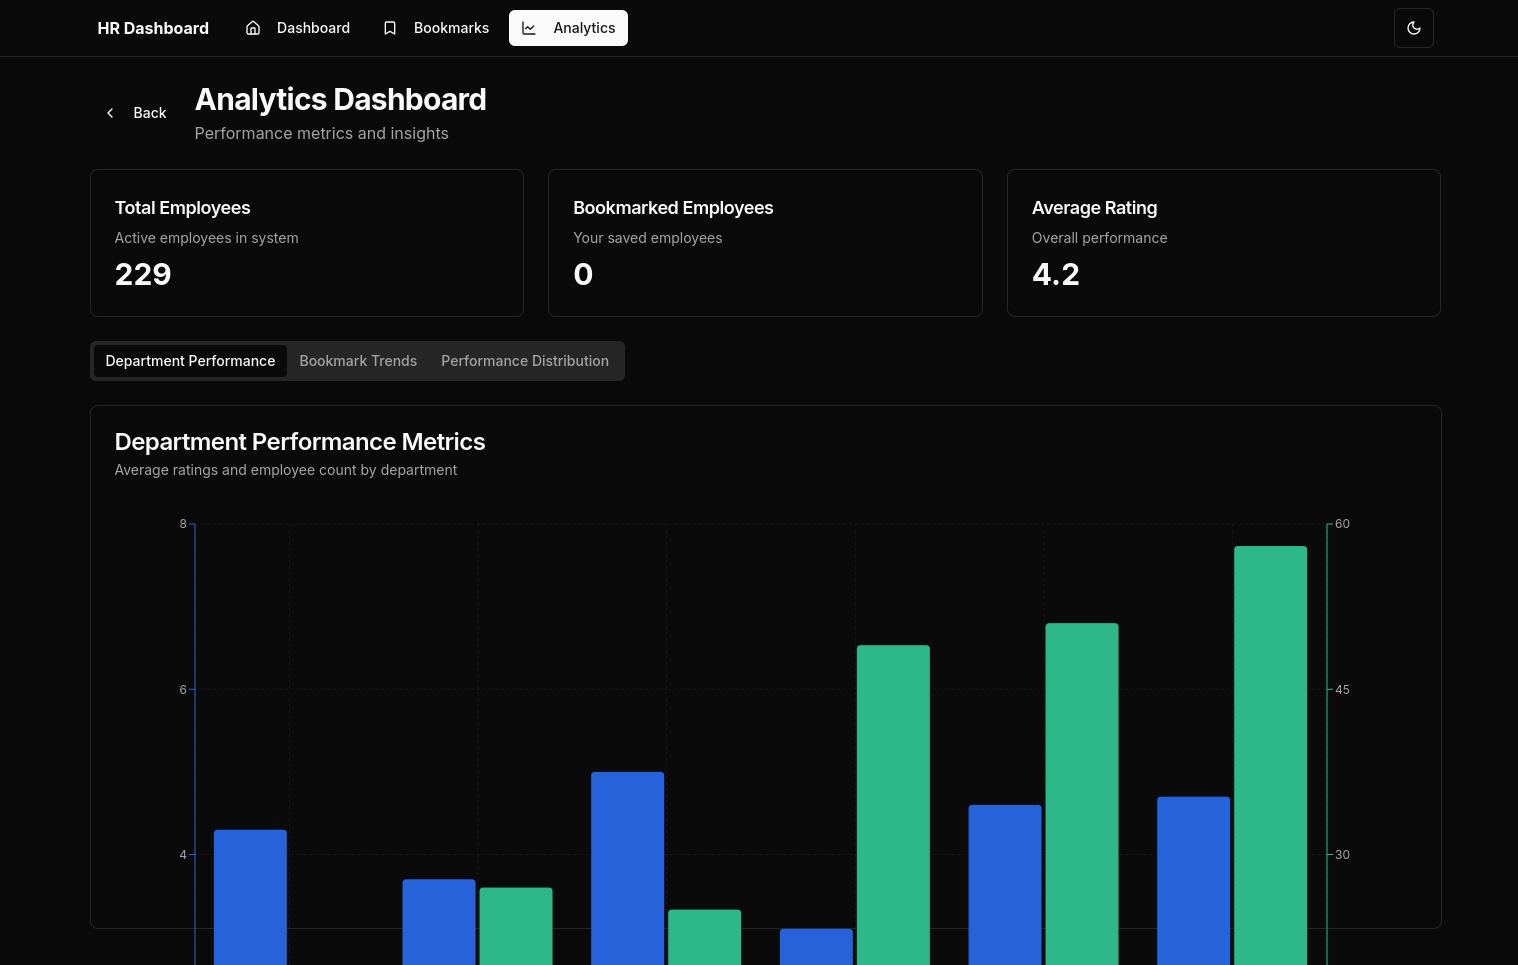 HR Dashboard Dashboard Bookmarks Analytics
Back
Analytics Dashboard
Performance metrics and insights
Total Employees
Active employees in system
229
Bookmarked Employees
Your saved employees
0
Average Rating
Overall performance
4.2
Department Performance Bookmark Trends Performance Distribution
Department Performance Metrics
Average ratings and employee count by department
8 60
6 45
4 30